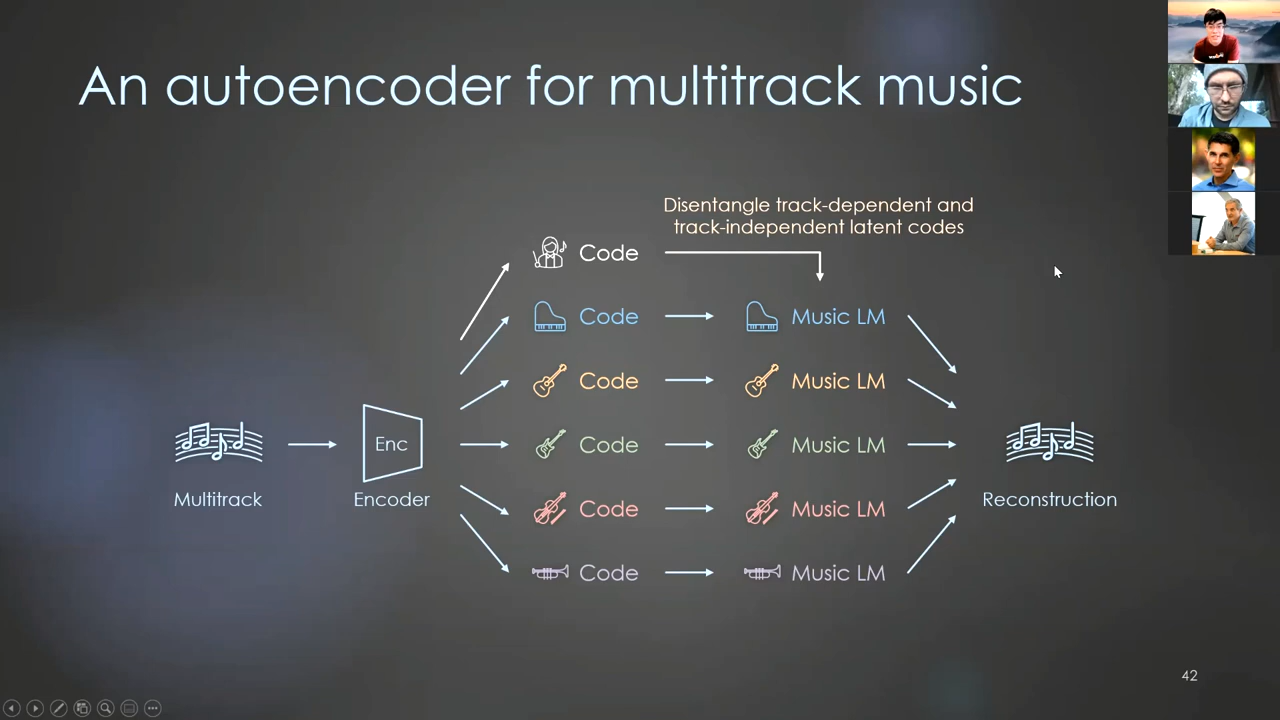 An autoencoder for multitrack music
Disentangle track-dependent and
track-independent latent codes
Code
Code
Music LM
Code
Music LM
Enc
Code
Music LM
Multitrack
Encoder
Code
Music LM
Reconstruction
Code
Music LM
42